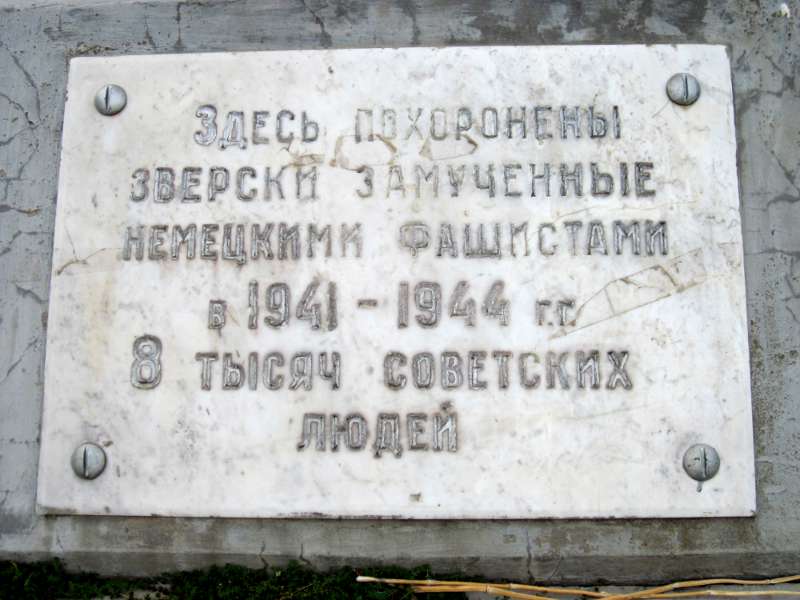 Здесь похоронены
зверски замученные
немецкими фашистами
в 1941 - 1944 г.г.
8 тысяч советских
людей